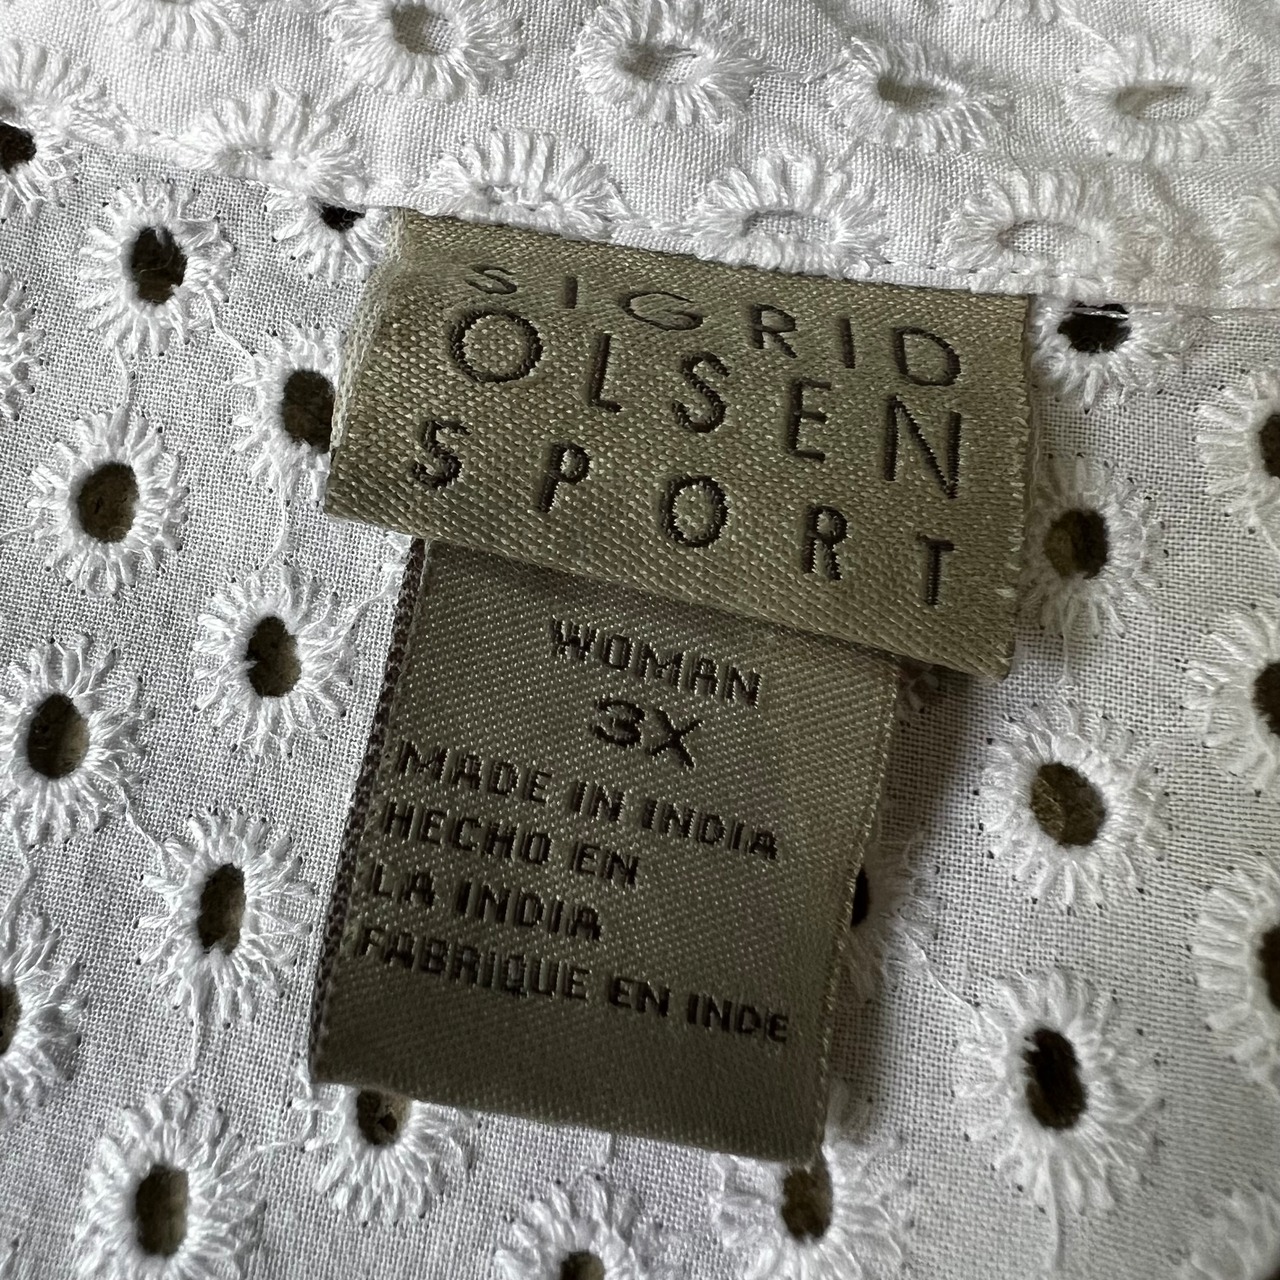 SIGRID
OLSEN
SPORT
WOMAN
3X
MADE IN INDIA
HECHO EN
LA INDIA
FABRIQUE EN INDE